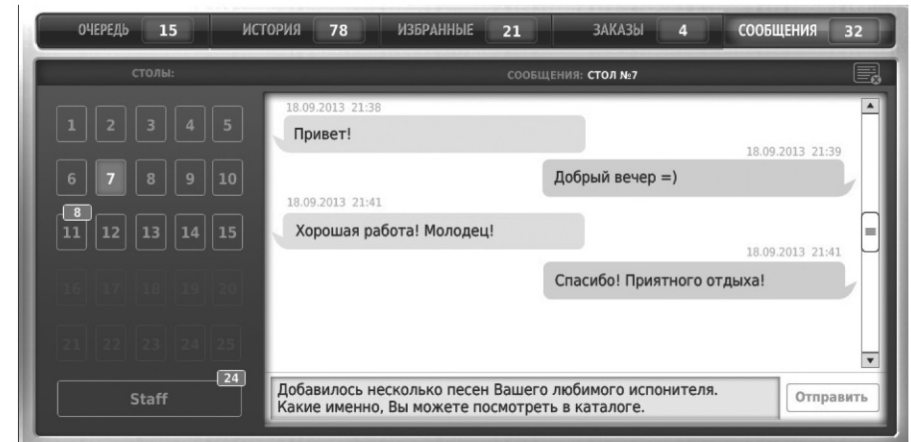 ОЧЕРЕДЬ 15 ИСТОРИЯ 78 ИЗБРАННЫЕ 21 ЗАКАЗЫ 4 СООБЩЕНИЯ 32
СТОЛЫ:
1 2 3 4 5
6 7 8 9 10
8
11 12 13 14 15
16 17 18 19 20
21 22 23 24 25
24
Staff
СООБЩЕНИЯ: СТОЛ №7
18.09.2013 21:38
Привет!
18.09.2013 21:39
Добрый вечер =)
18.09.2013 21:41
Хорошая работа! Молодец!
18.09.2013 21:41
Спасибо! Приятного отдыха!
Добавилось несколько песен Вашего любимого испонителя.
Какие именно, Вы можете посмотреть в каталоге.
Отправить